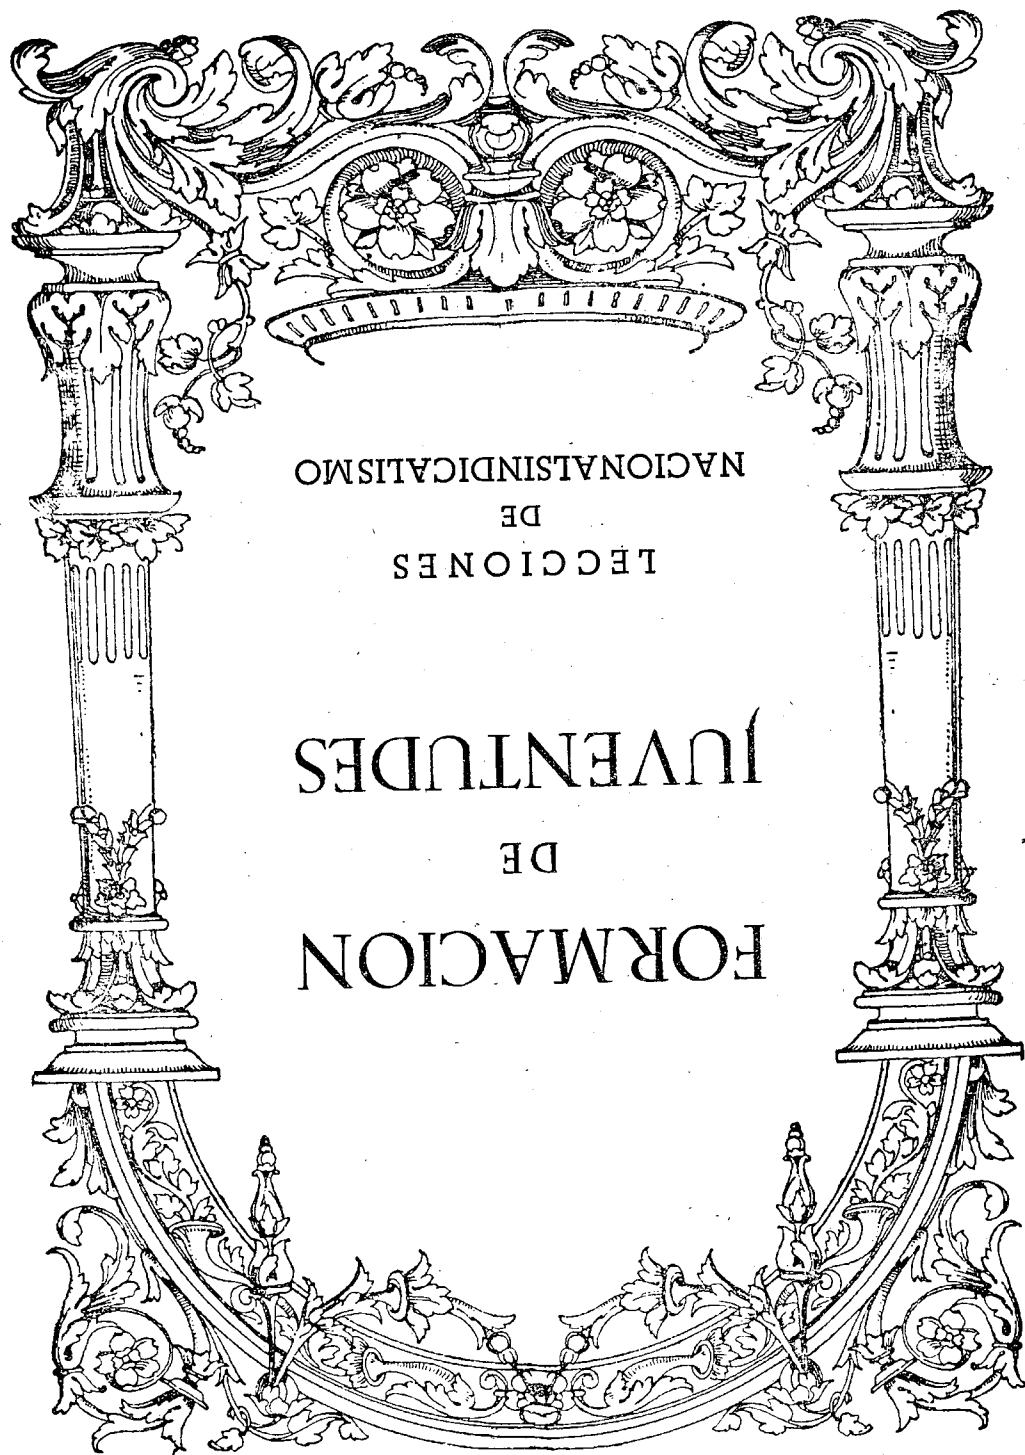 FORMACION
DE
JUVENTUDES
LECCIONES
DE
NACIONALSINDICALISMO